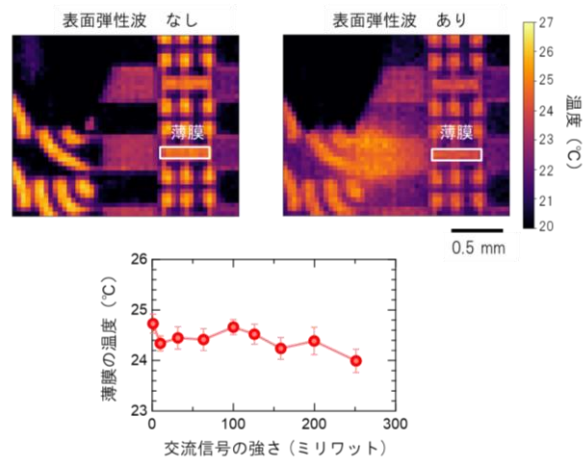 表面弾性波 なし
表面弾性波 あり
薄膜
薄膜
27
26
25
24
23
22
21
20
温度（℃）
0.5 mm
26
25
24
23
薄膜の温度（℃）
0
100
200
300
交流信号の強さ（ミリワット）